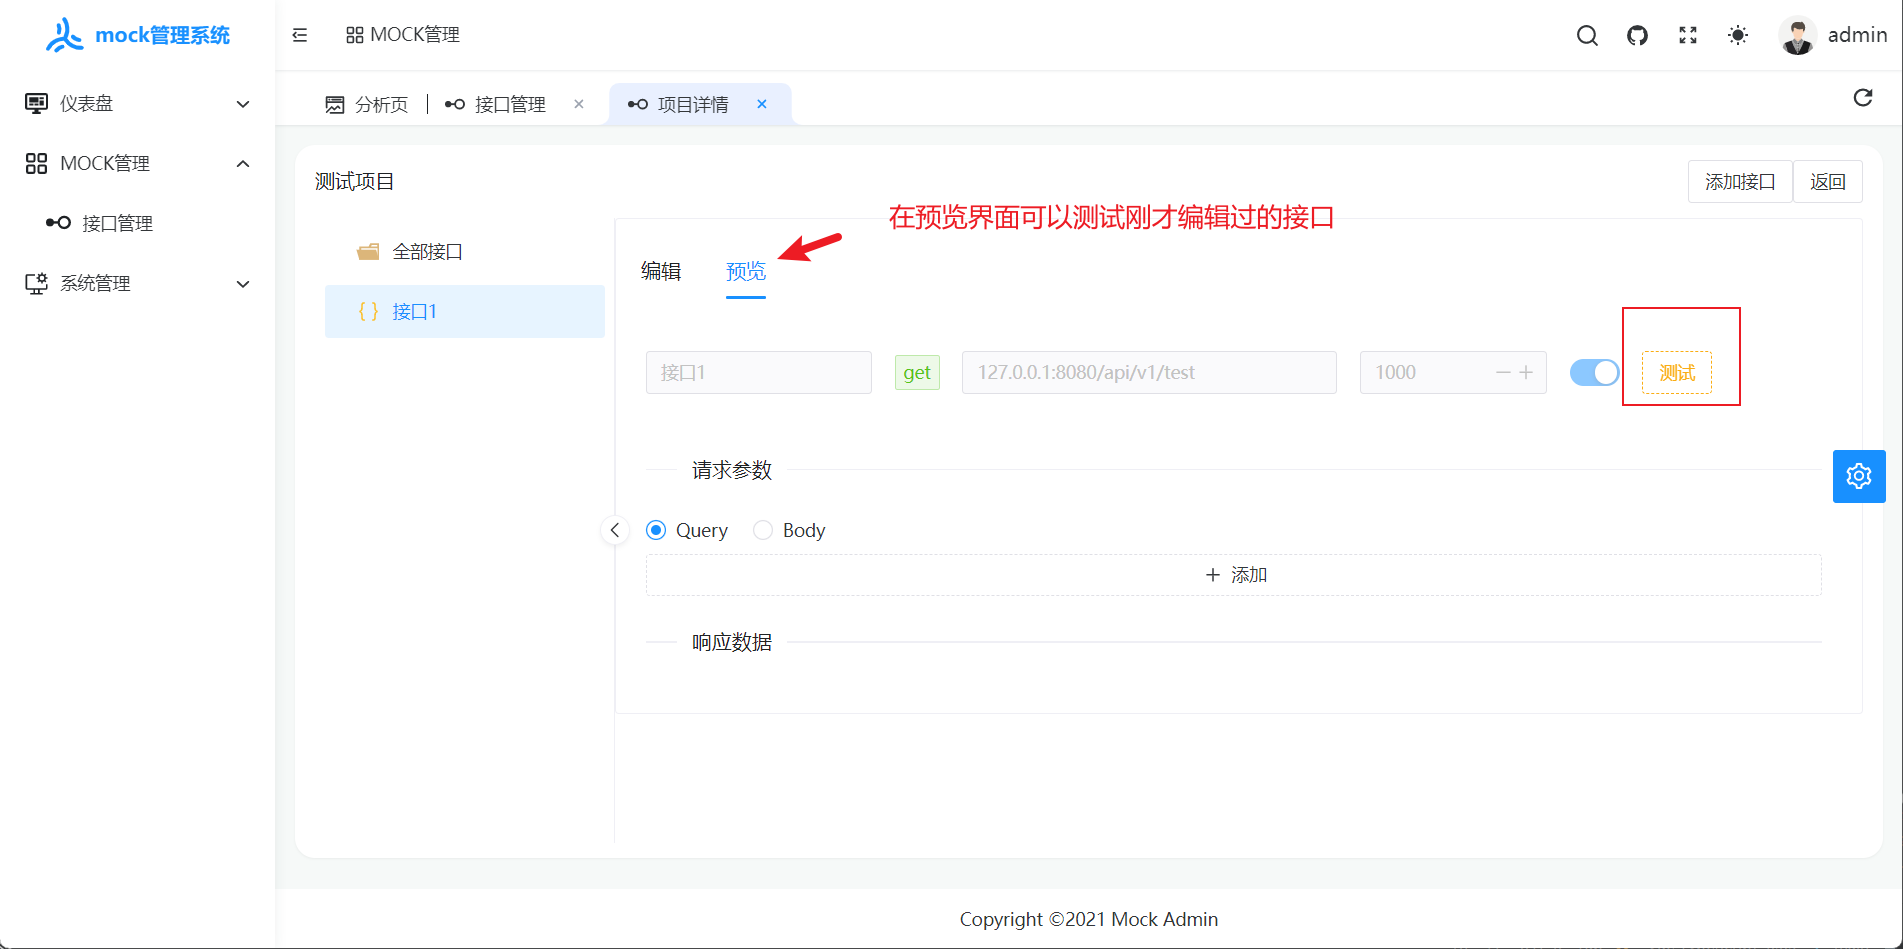 mock管理系统
MOCK管理
admin
仪表盘
MOCK管理
接口管理
系统管理
分析页
接口管理
项目详情
测试项目
添加接口
返回
在预览界面可以测试刚才编辑过的接口
全部接口
接口1
编辑
预览
接口1
get
127.0.0.1:8080/api/v1/test
1000
测试
请求参数
Query
Body
添加
响应数据
Copyright ©2021 Mock Admin